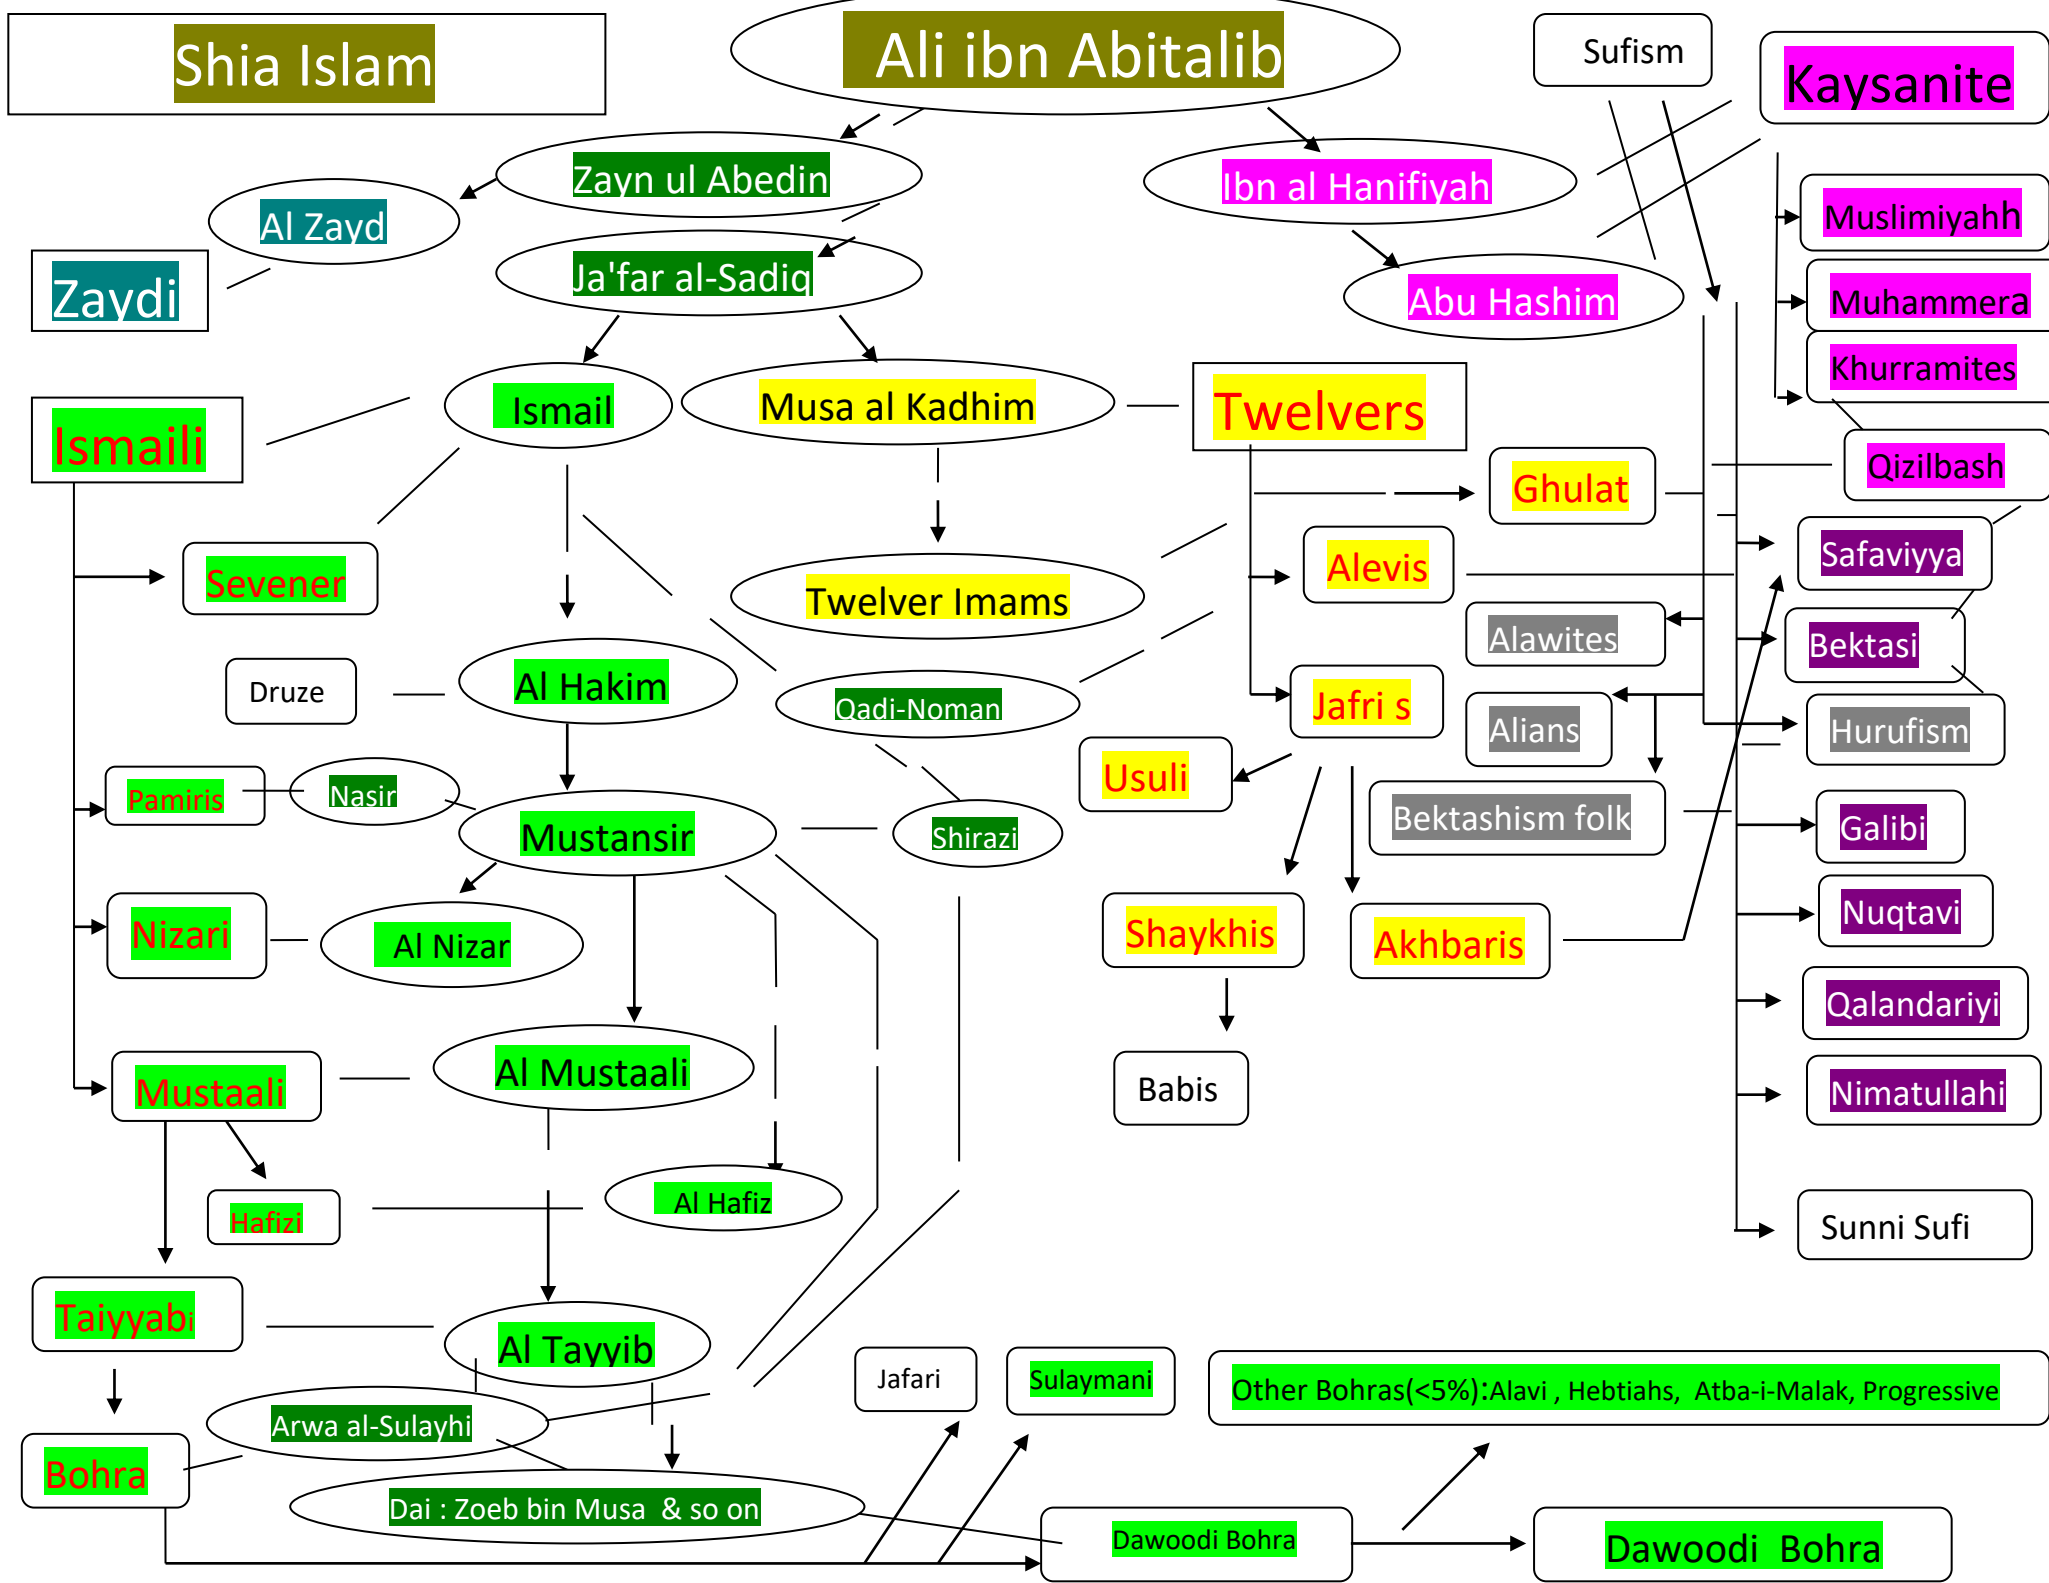 Shia Islam
Ali ibn Abitalib
Sufism
Kaysanite
Zayn ul Abedin
Ibn al Hanifiyah
Al Zayd
Muslimiyahh
Zaydi
Ja'far al-Sadiq
Abu Hashim
Muhammera
Khurramites
Ismail
Musa al Kadhim
Twelvers
Ismaili
Qizilbash
Ghulat
Sevener
Twelver Imams
Alevis
Safaviyya
Alawites
Bektasi
Druze
Al Hakim
Qadi-Noman
Jafri s
Alians
Hurufism
Usuli
Pamiris
Nasir
Mustansir
Shirazi
Bektashism folk
Galibi
Nizari
Al Nizar
Shaykhis
Akhbaris
Nuqtavi
Qalandariyi
Mustaali
Al Mustaali
Babis
Nimatullahi
Hafizi
Al Hafiz
Sunni Sufi
Taiyyabi
Al Tayyib
Jafari
Sulaymani
Other Bohras(<5%):Alavi , Hebtiahs, Atba-i-Malak, Progressive
Arwa al-Sulayhi
Bohra
Dai : Zoeb bin Musa & so on
Dawoodi Bohra
Dawoodi Bohra